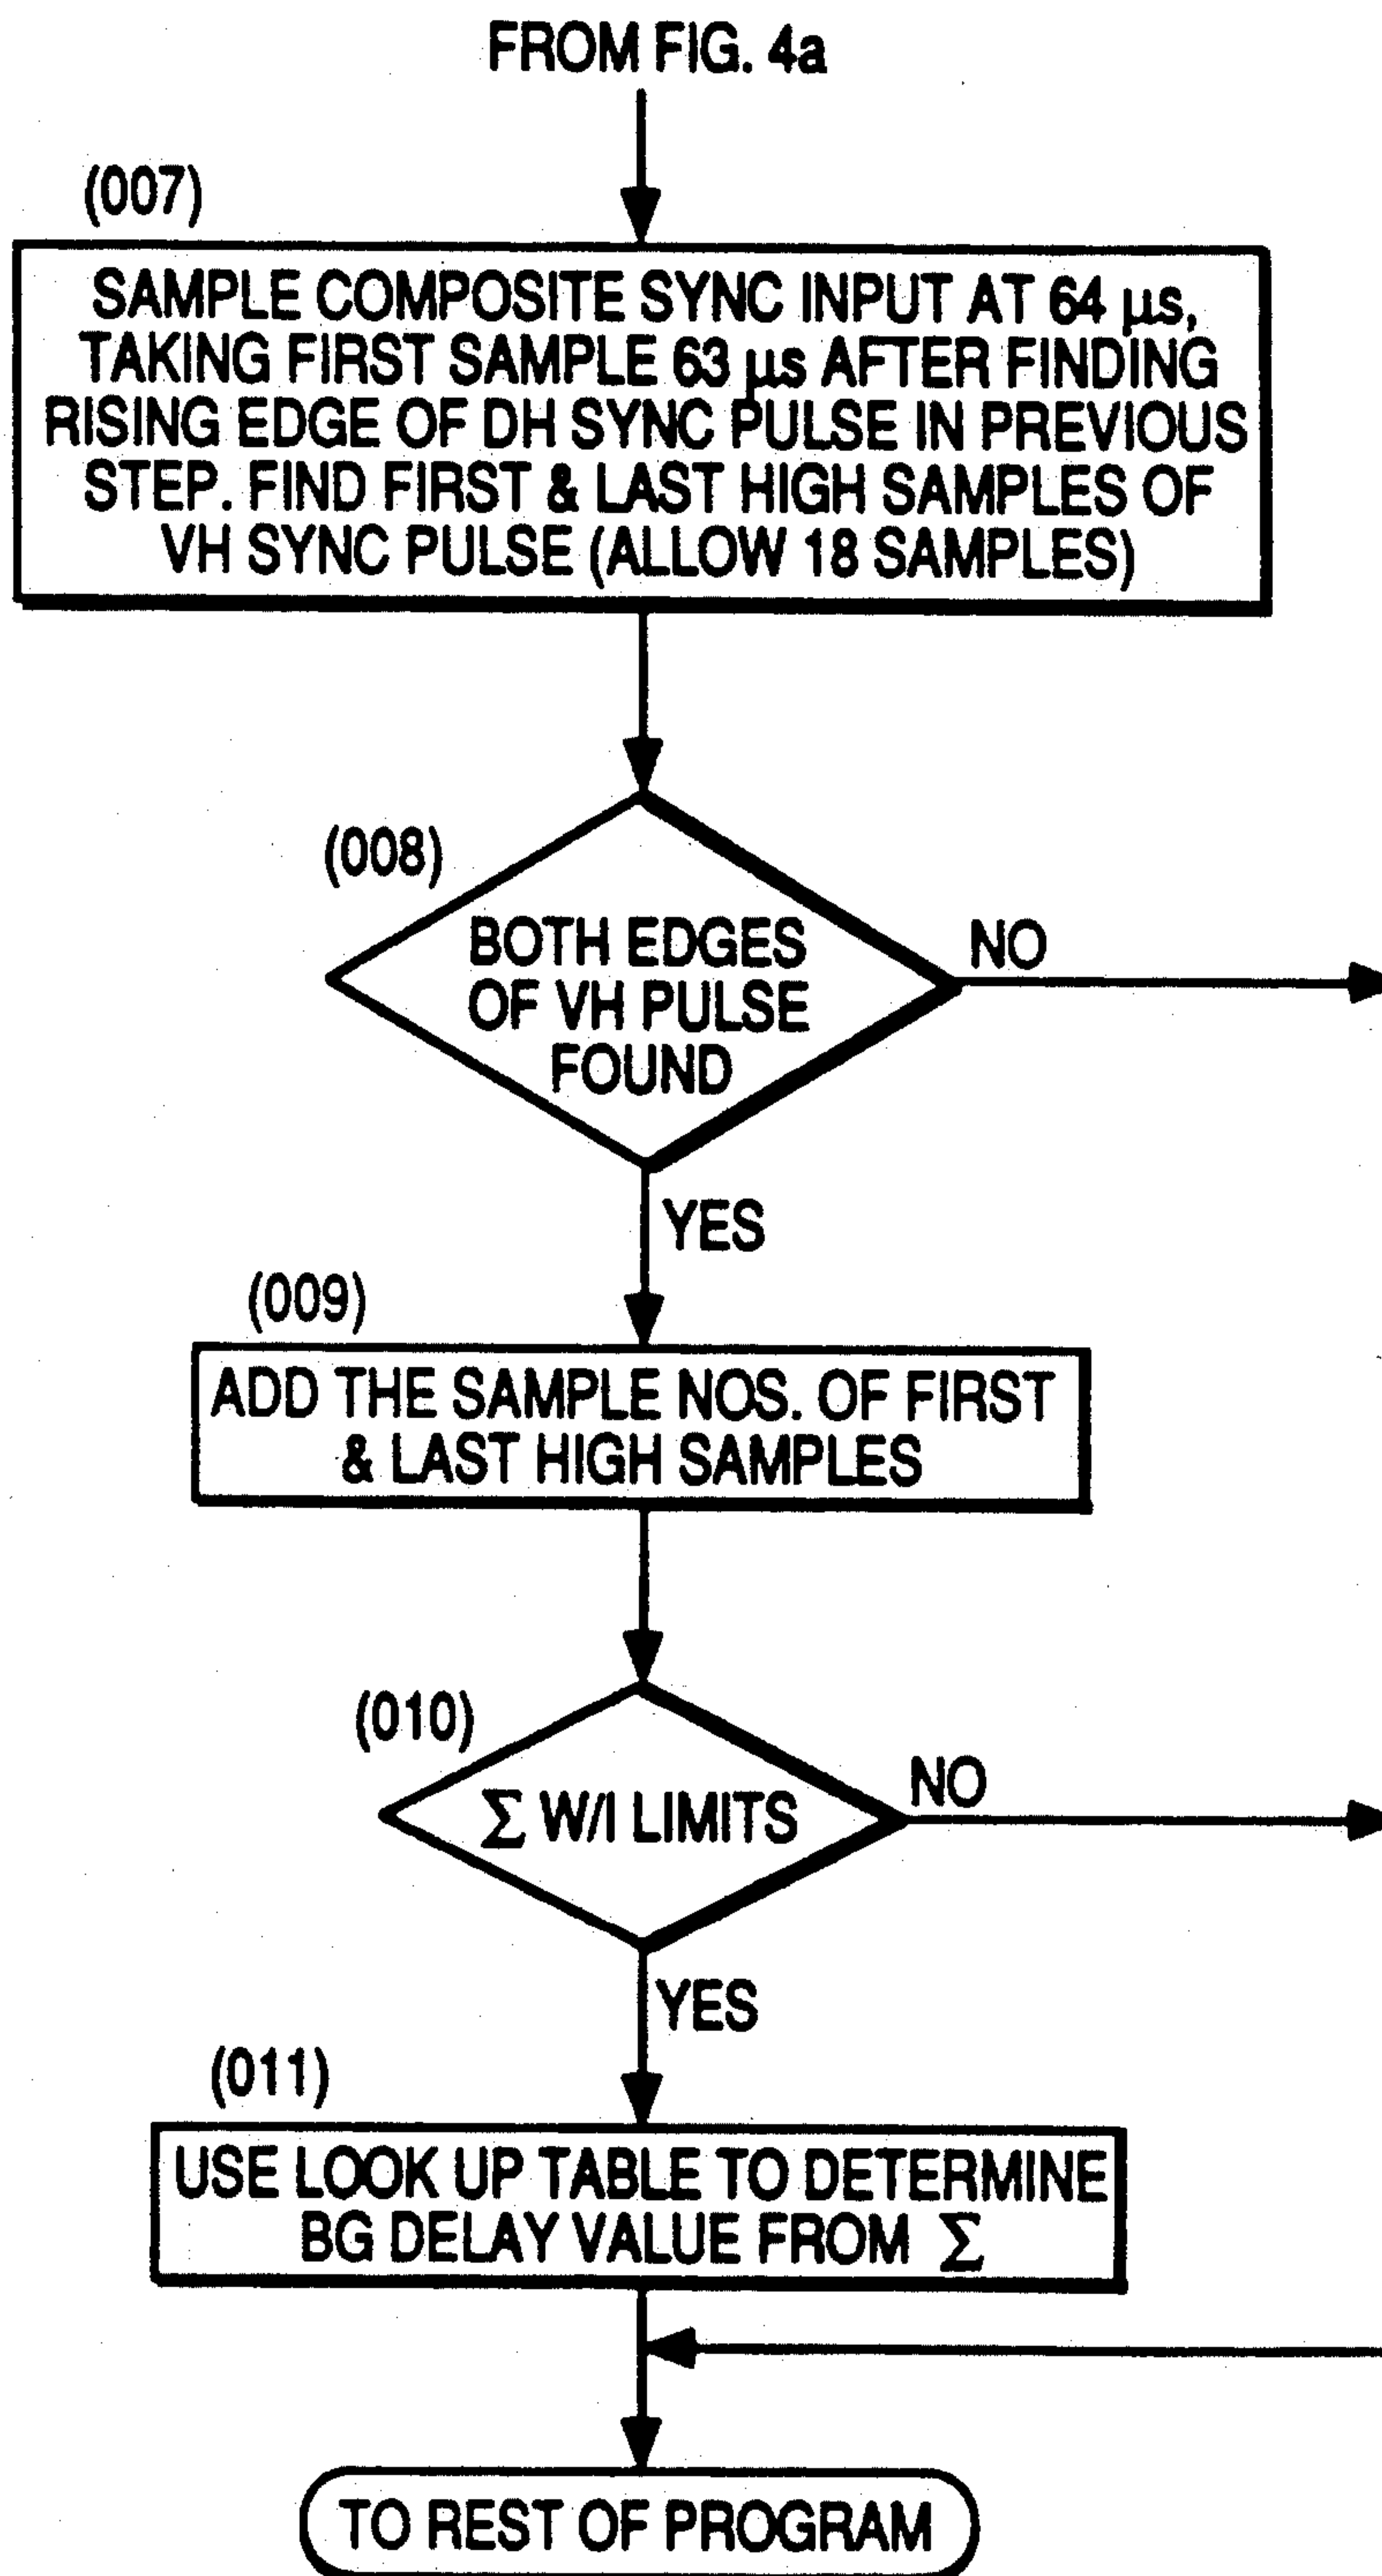 FROM FIG. 4a
(007)
SAMPLE COMPOSITE SYNC INPUT AT 64 µs,
TAKING FIRST SAMPLE 63 µs AFTER FINDING
RISING EDGE OF DH SYNC PULSE IN PREVIOUS
STEP. FIND FIRST & LAST HIGH SAMPLES OF
VH SYNC PULSE (ALLOW 18 SAMPLES)
(008)
BOTH EDGES
OF VH PULSE
FOUND
NO
YES
(009)
ADD THE SAMPLE NOS. OF FIRST
& LAST HIGH SAMPLES
(010)
Σ W/I LIMITS
NO
YES
(011)
USE LOOK UP TABLE TO DETERMINE
BG DELAY VALUE FROM Σ
TO REST OF PROGRAM